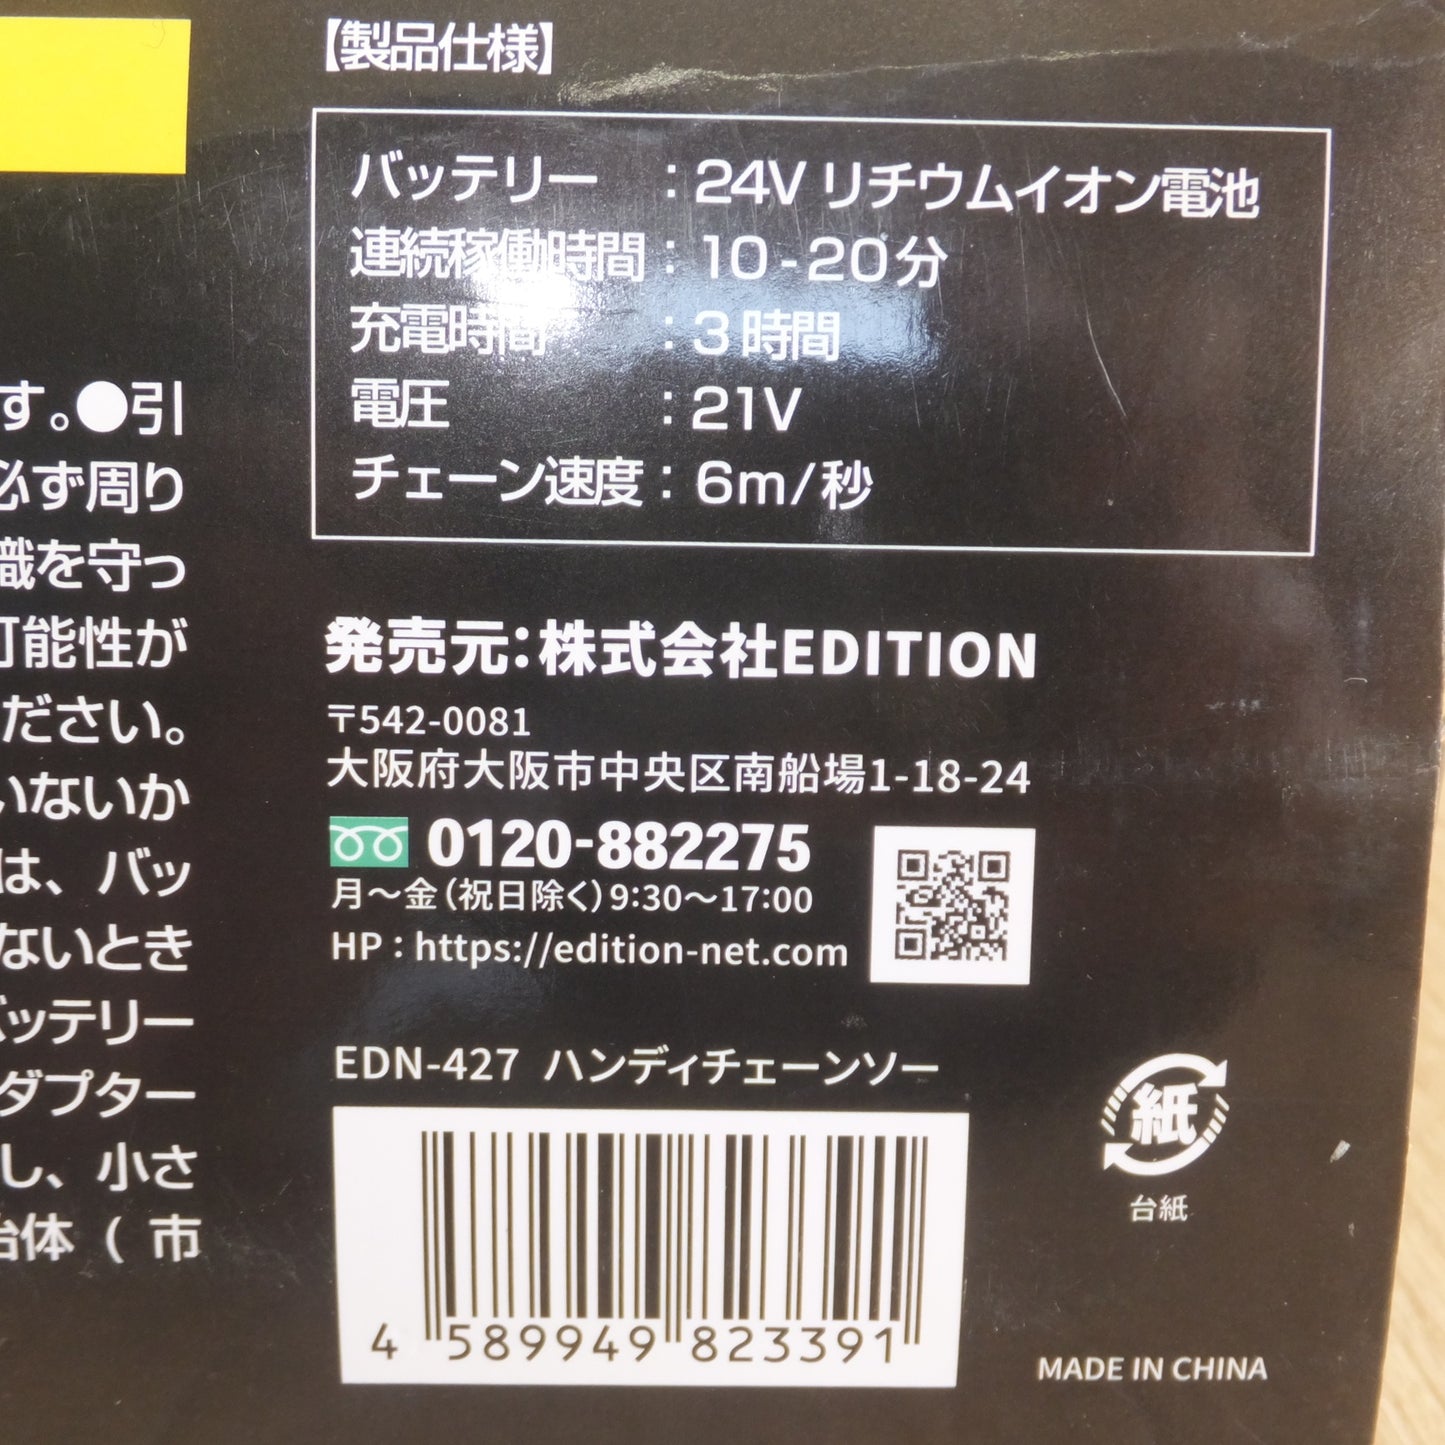 【製品仕様】
バッテリー : 24V リチウムイオン電池
連続稼働時間 : 10-20分
充電時間 : 3時間
電圧 : 21V
チェーン速度 : 6m/秒
す。●引
必ず周り
識を守っ
可能性が
ださい。
いないか
は、バッ
ないとき
バッテリー
ダプター
し、小さ
治体 ( 市
発売元:株式会社EDITION
〒542-0081
大阪府大阪市中央区南船場1-18-24
0120-882275
月〜金(祝日除く)9:30〜17:00
HP : https://edition-net.com
EDN-427 ハンディチェーンソー
4 589949 823391
紙
台紙
MADE IN CHINA